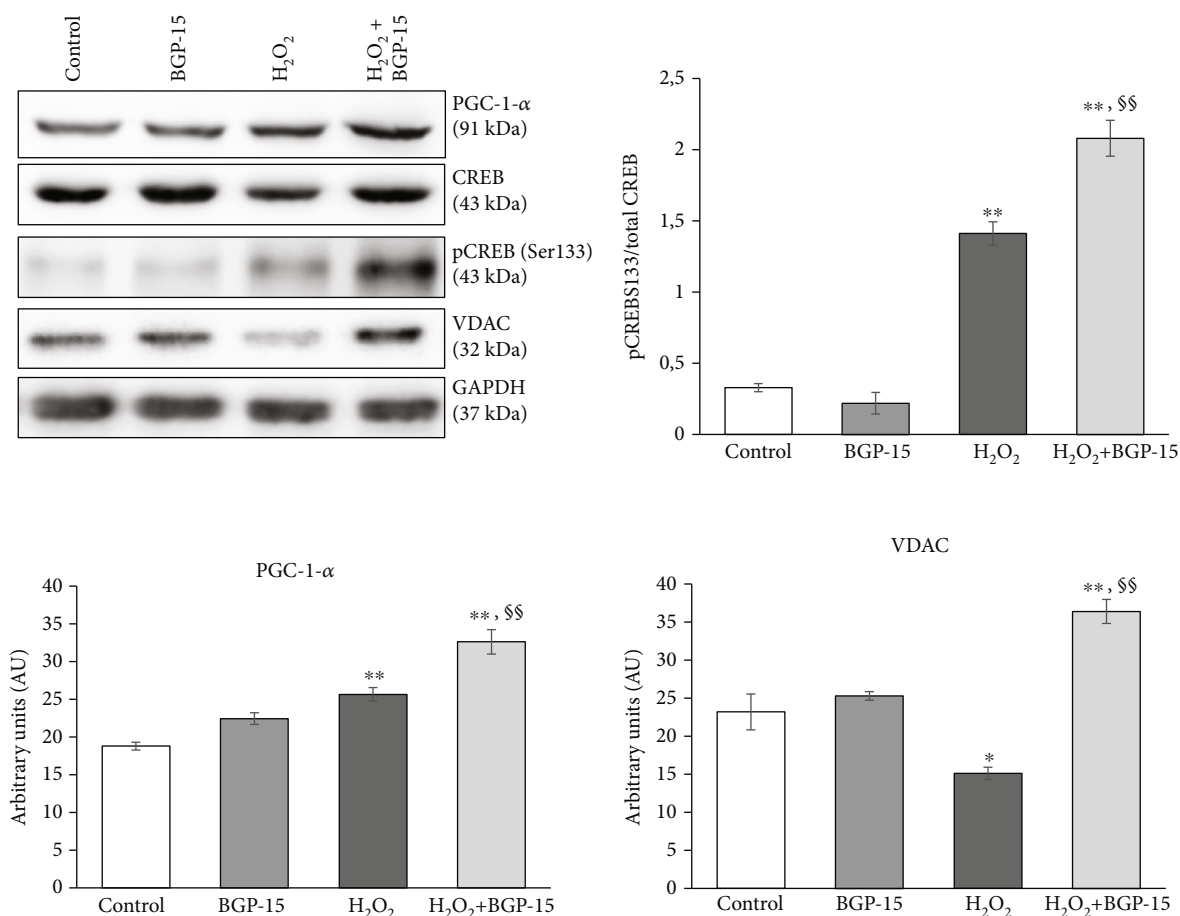 Control
BGP-15
H₂O₂
H₂O₂ +
BGP-15
PGC-1-α
(91 kDa)
CREB
(43 kDa)
pCREB (Ser133)
(43 kDa)
VDAC
(32 kDa)
GAPDH
(37 kDa)
pCREBS133/total CREB
2,5
2
1,5
1
0,5
0
**
**, §§
Control
BGP-15
H₂O₂
H₂O₂+BGP-15
PGC-1-α
Arbitrary units (AU)
40
35
30
25
20
15
10
5
0
**
**, §§
Control
BGP-15
H₂O₂
H₂O₂+BGP-15
VDAC
Arbitrary units (AU)
40
35
30
25
20
15
10
5
0
*
**, §§
Control
BGP-15
H₂O₂
H₂O₂+BGP-15